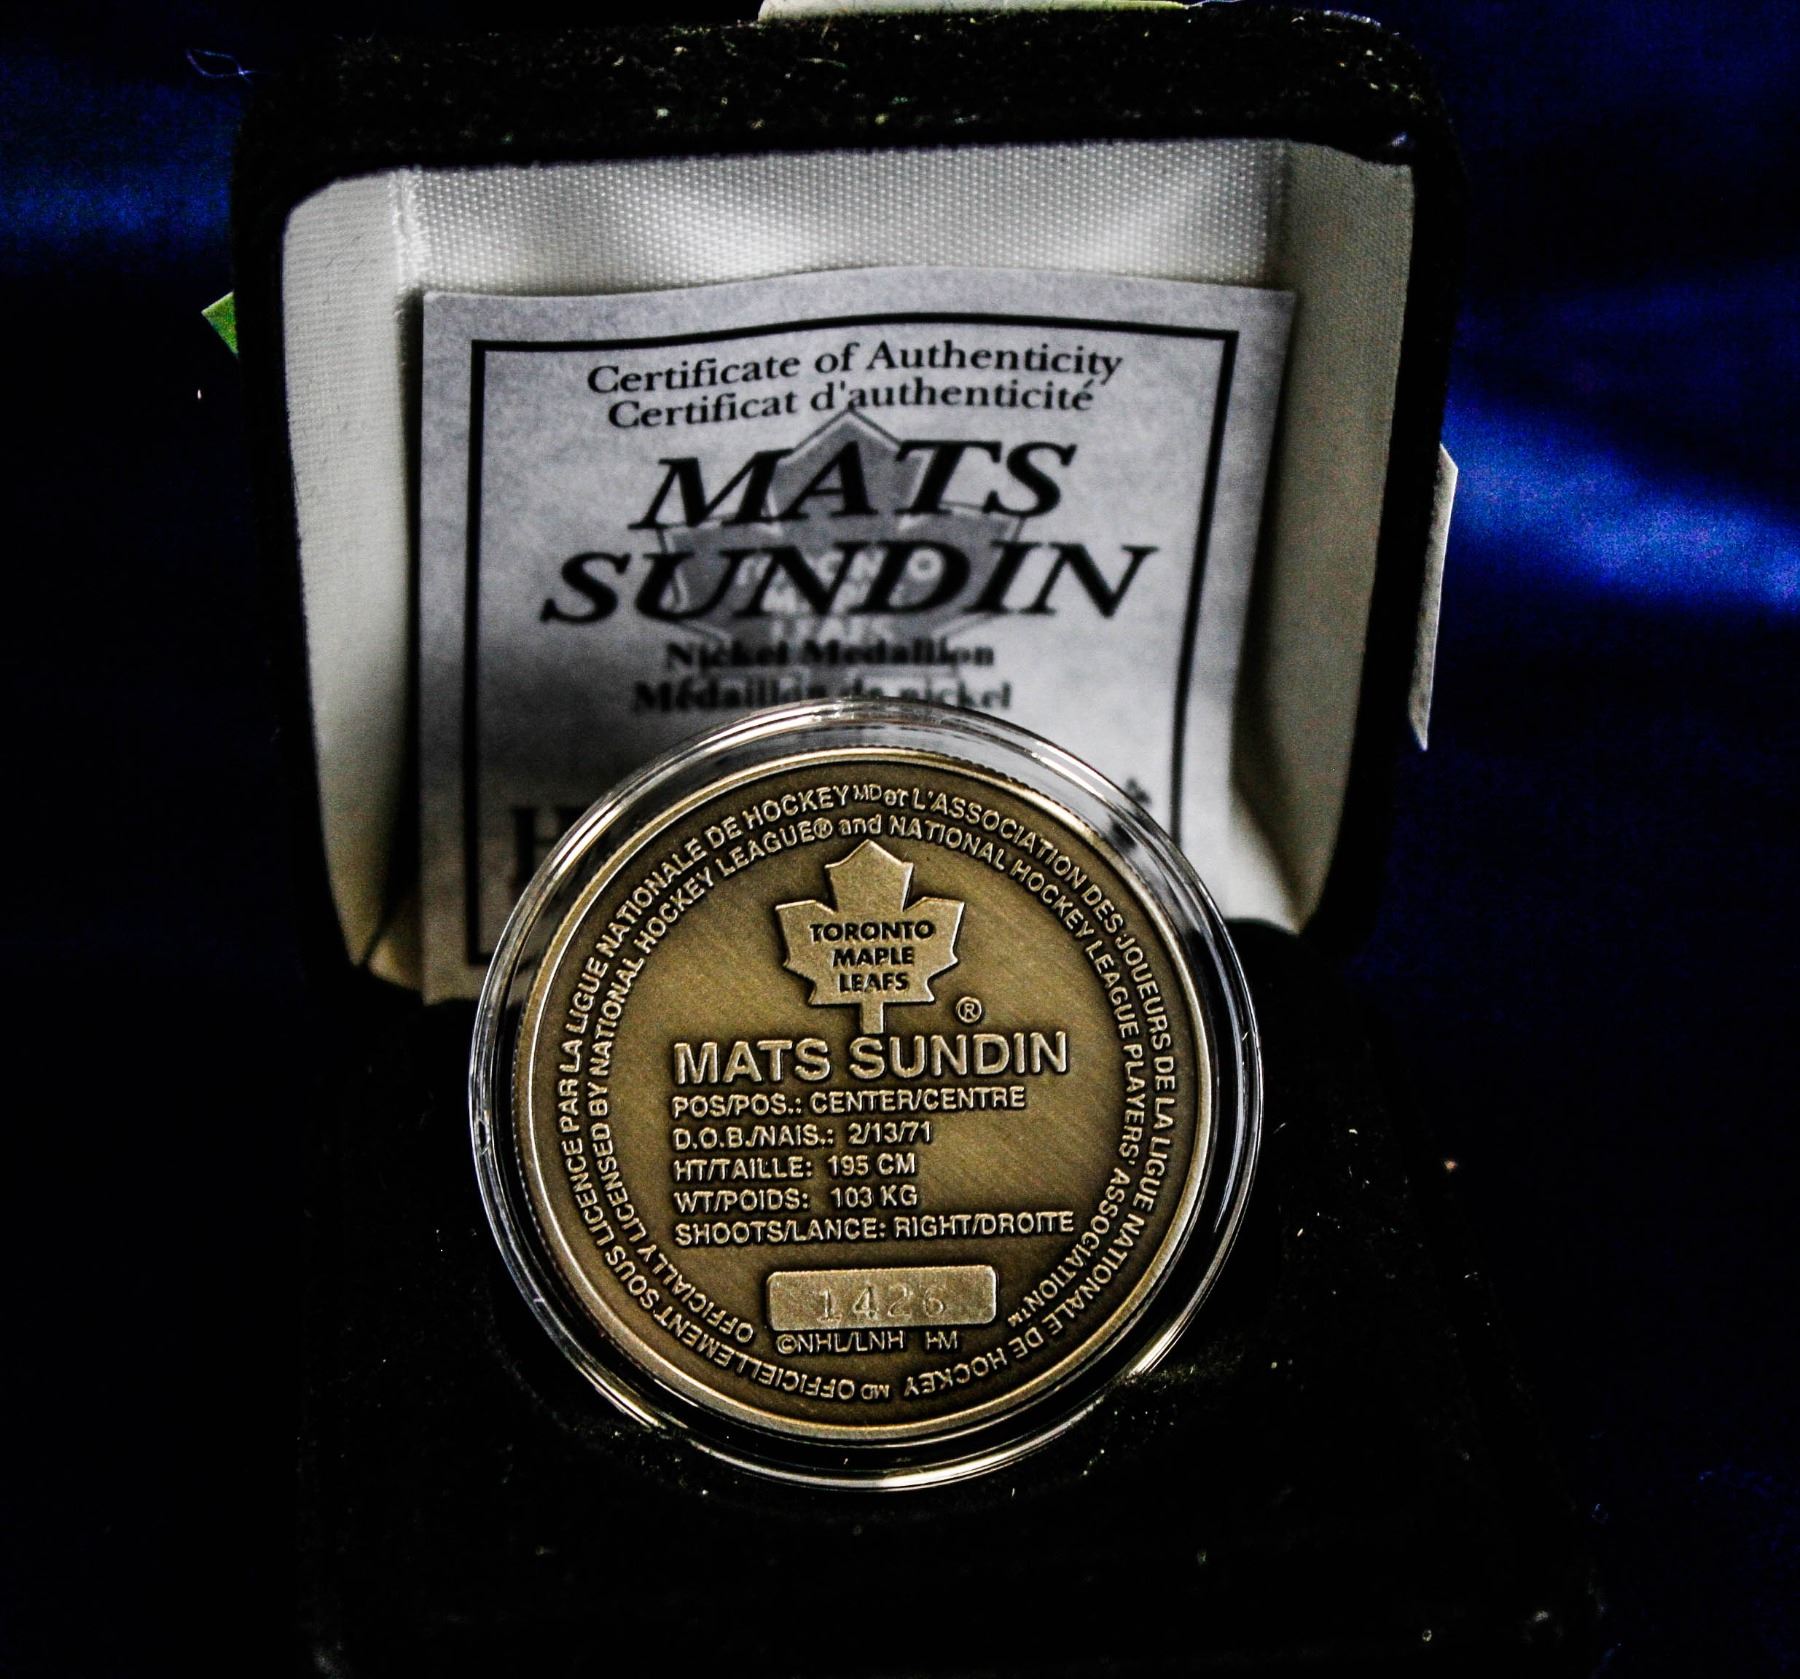 Certificate of Authenticity
Certificat d'authenticité
MATS
SUNDIN
Nickel Medallion
Médaillon de nickel
OFFICIELLEMENT SOUS LICENCE PAR LA LIGUE NATIONALE DE HOCKEY MD et L'ASSOCIATION DES JOUEURS DE LA LIGUE NATIONALE DE HOCKEY MD
OFFICIALLY LICENSED BY NATIONAL HOCKEY LEAGUE® and NATIONAL HOCKEY LEAGUE PLAYERS' ASSOCIATION™
TORONTO
MAPLE
LEAFS
®
MATS SUNDIN
POS/POS.: CENTER/CENTRE
D.O.B./NAIS.: 2/13/71
HT/TAILLE: 195 CM
WT/POIDS: 103 KG
SHOOTS/LANCE: RIGHT/DROITE
1426
©NHL/LNH HM